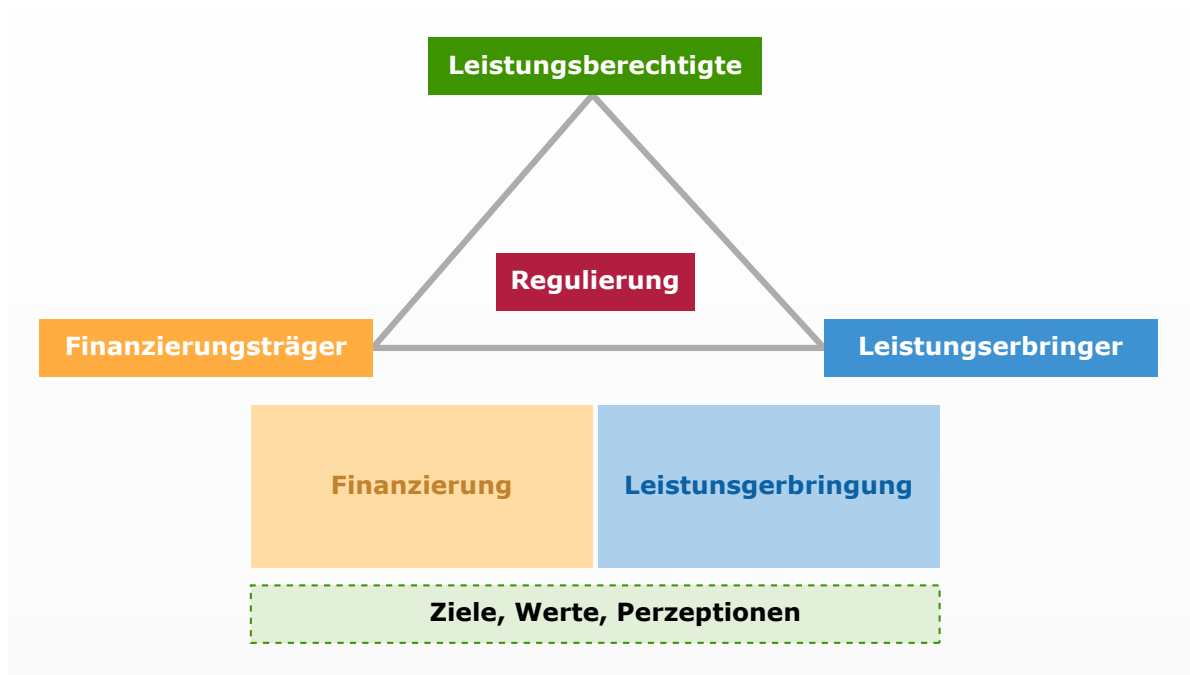 Leistungsberechtigte
Regulierung
Finanzierungsträger
Leistungserbringer
Finanzierung
Leistunsgerbringung
Ziele, Werte, Perzeptionen